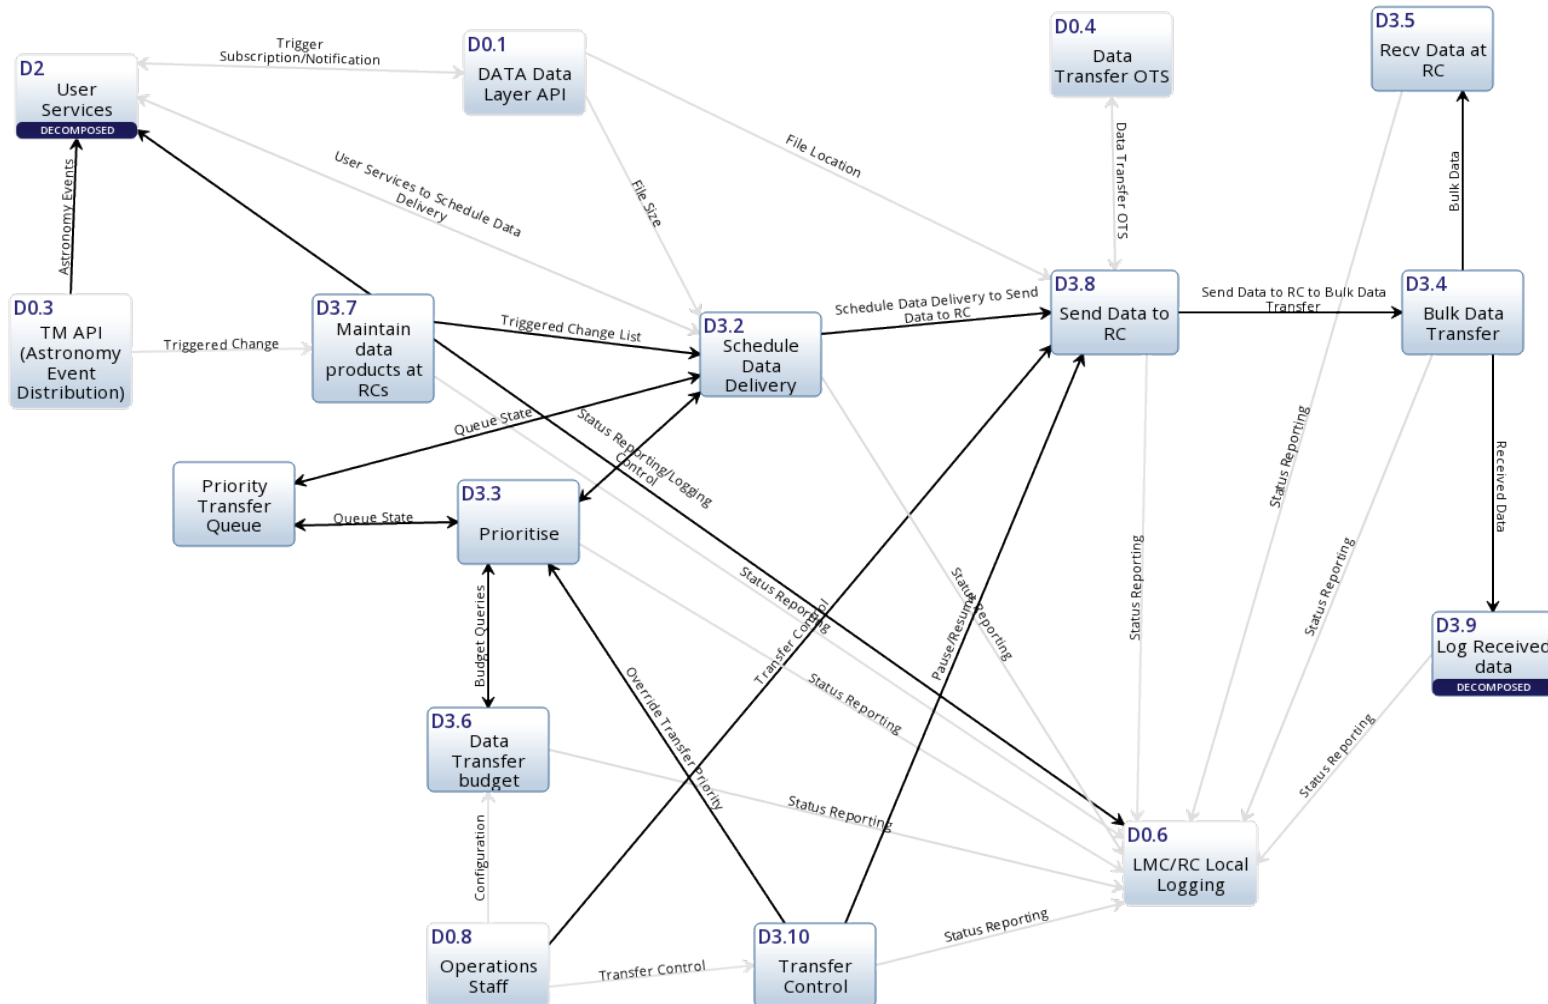 D2
User
Services
DECOMPOSED
Trigger
Subscription/Notification
D0.1
DATA Data
Layer API
D0.4
Data
Transfer OTS
D3.5
Recv Data at
RC
Astronomy Events
User Services to Schedule Data
Delivery
File Size
File Location
Data Transfer OTS
Bulk Data
D0.3
TM API
(Astronomy
Event
Distribution)
Triggered Change
D3.7
Maintain
data
products at
RCs
Triggered Change List
D3.2
Schedule
Data
Delivery
Schedule Data Delivery to Send
Data to RC
D3.8
Send Data to
RC
Send Data to RC to Bulk Data
Transfer
D3.4
Bulk Data
Transfer
Queue State
Status Reporting/Logging
Control
Status Reporting
Received Data
Priority
Transfer
Queue
Queue State
D3.3
Prioritise
Status Reporting
Status Reporting
Status Reporting
Status Reporting
Budget Queries
Transfer Control
Pause/Resume
D3.9
Log Received
data
DECOMPOSED
Override Transfer Priority
Status Reporting
D3.6
Data
Transfer
budget
Status Reporting
Status Reporting
D0.6
LMC/RC Local
Logging
Configuration
D0.8
Operations
Staff
Transfer Control
D3.10
Transfer
Control
Status Reporting